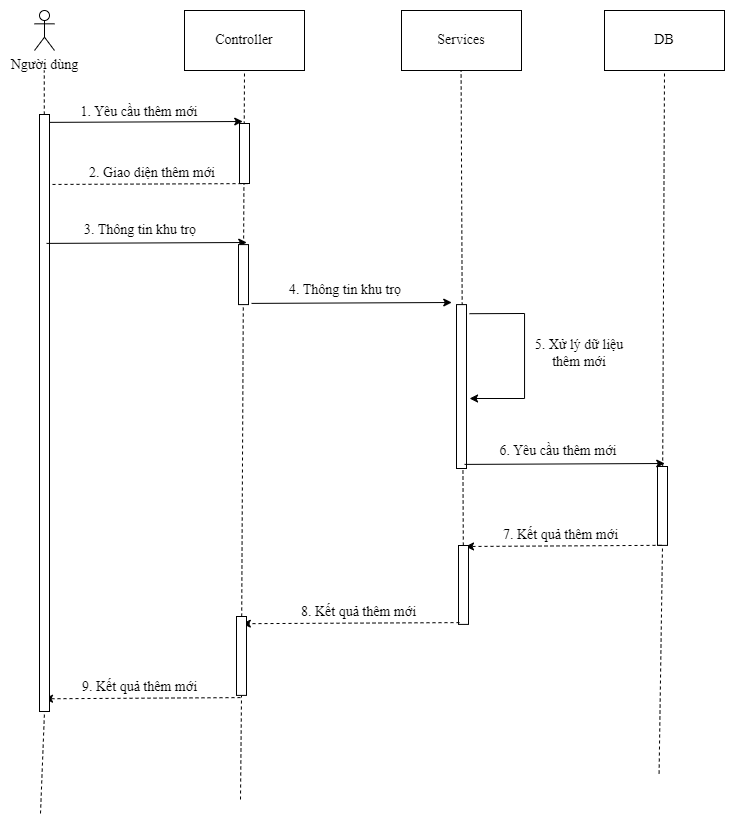 Người dùng
Controller
Services
DB
1. Yêu cầu thêm mới
2. Giao diện thêm mới
3. Thông tin khu trọ
4. Thông tin khu trọ
5. Xử lý dữ liệu
thêm mới
6. Yêu cầu thêm mới
7. Kết quả thêm mới
8. Kết quả thêm mới
9. Kết quả thêm mới